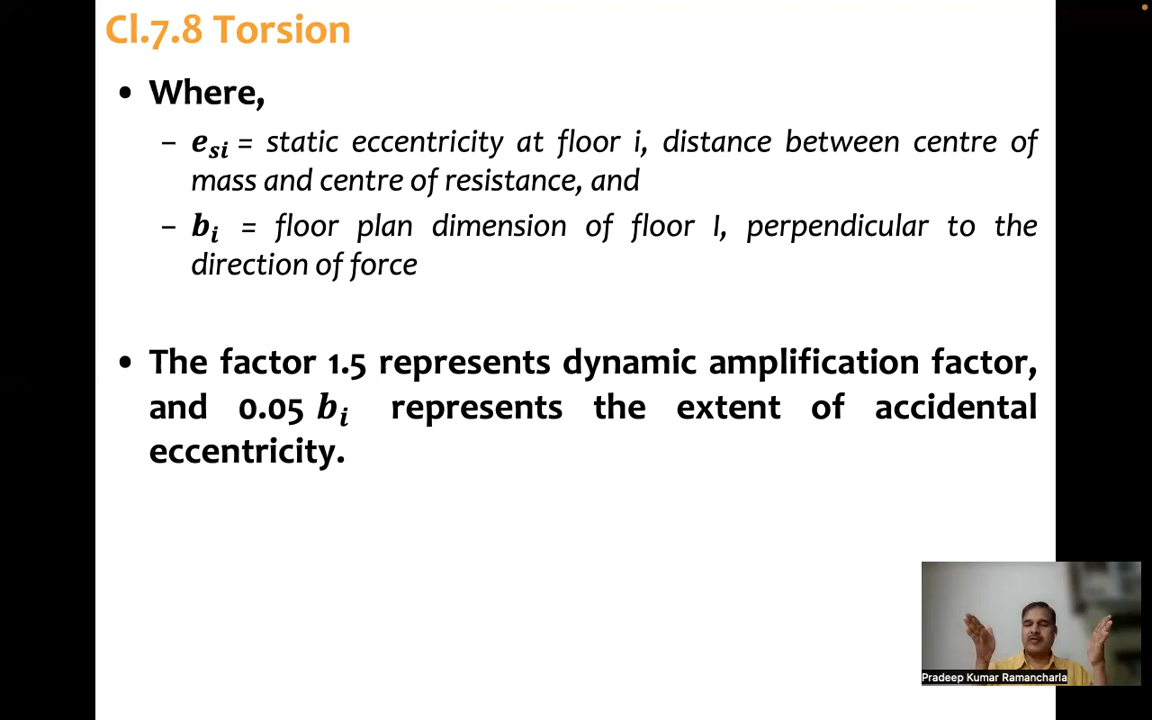 Cl.7.8 Torsion
• Where,
– e_si = static eccentricity at floor i, distance between centre of
mass and centre of resistance, and
– b_i = floor plan dimension of floor I, perpendicular to the
direction of force
• The factor 1.5 represents dynamic amplification factor,
and 0.05 b_i represents the extent of accidental
eccentricity.
Pradeep Kumar Ramancharla